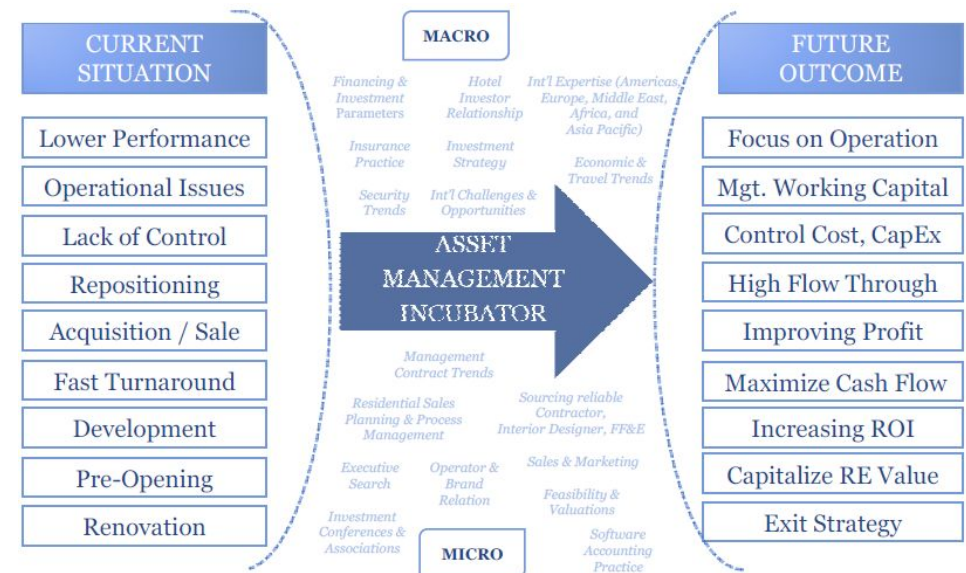 CURRENT
SITUATION
Lower Performance
Operational Issues
Lack of Control
Repositioning
Acquisition / Sale
Fast Turnaround
Development
Pre-Opening
Renovation
MACRO
Financing &
Investment
Parameters
Hotel
Investor
Relationship
Int'l Expertise (Americas,
Europe, Middle East,
Africa, and
Asia Pacific)
Insurance
Practice
Investment
Strategy
Economic &
Travel Trends
Security
Trends
Int'l Challenges &
Opportunities
ASSET
MANAGEMENT
INCUBATOR
Management
Contract Trends
Residential Sales
Planning & Process
Management
Sourcing reliable
Contractor,
Interior Designer, FF&E
Executive
Search
Operator &
Brand
Relation
Sales & Marketing
Feasibility &
Valuations
Investment
Conferences &
Associations
Software
Accounting
Practice
MICRO
FUTURE
OUTCOME
Focus on Operation
Mgt. Working Capital
Control Cost, CapEx
High Flow Through
Improving Profit
Maximize Cash Flow
Increasing ROI
Capitalize RE Value
Exit Strategy